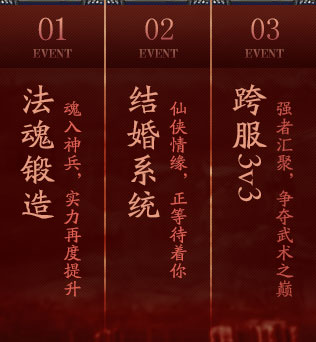 01
EVENT
法魂锻造
魂入神兵，实力再度提升
02
EVENT
结婚系统
仙侠情缘，正等待着你
03
EVENT
跨服3v3
强者汇聚，争夺武术之巅